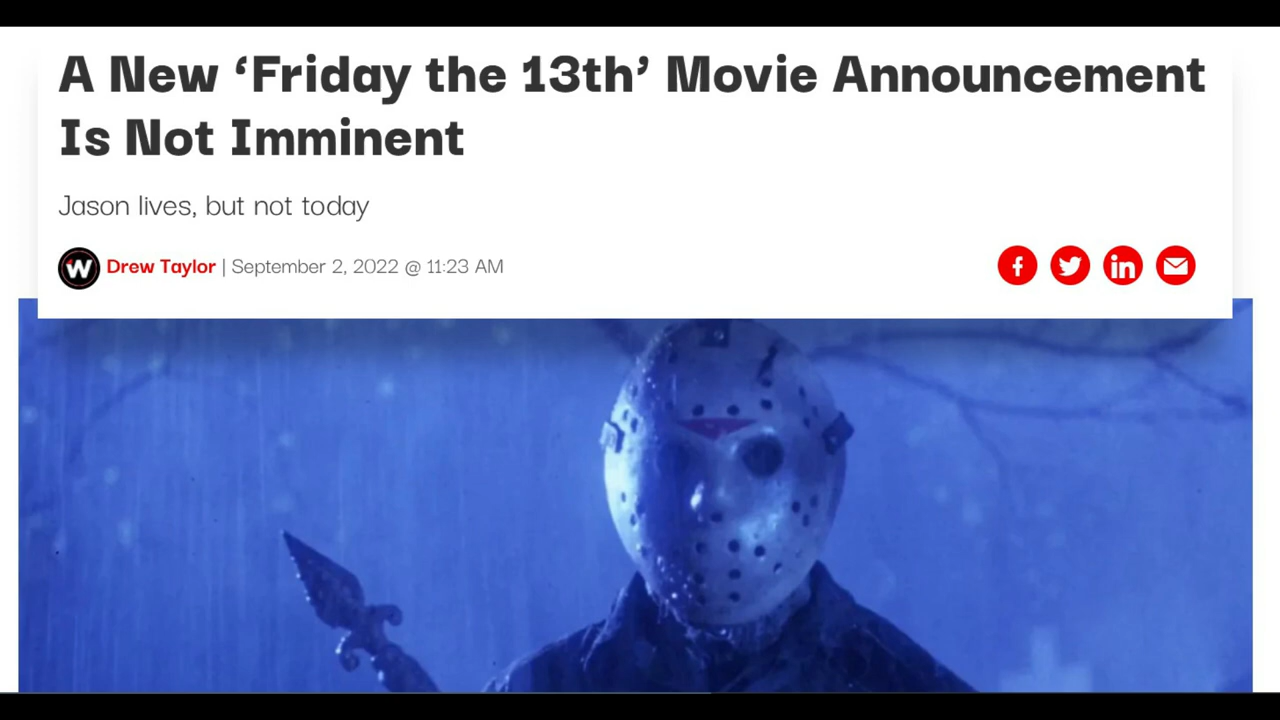 A New ‘Friday the 13th’ Movie Announcement
Is Not Imminent
Jason lives, but not today
W Drew Taylor | September 2, 2022 @ 11:23 AM